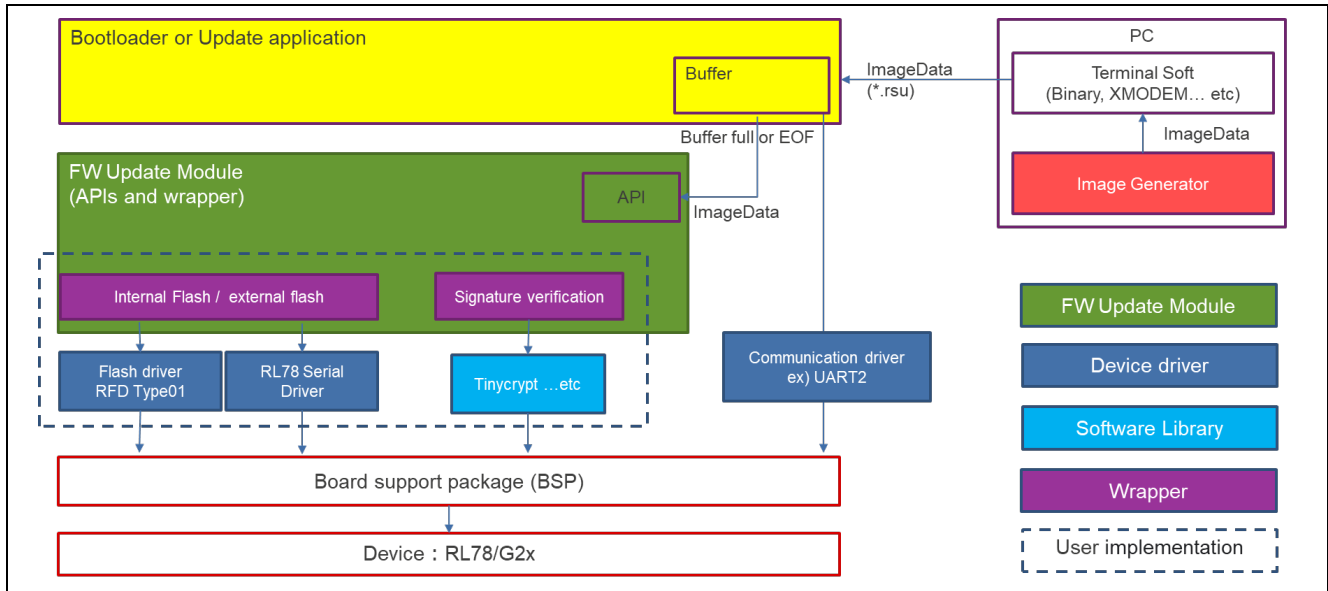 Bootloader or Update application
Buffer
ImageData
(*.rsu)
PC
Terminal Soft
(Binary, XMODEM… etc)
ImageData
Image Generator
Buffer full or EOF
FW Update Module
(APIs and wrapper)
API
ImageData
Internal Flash / external flash
Signature verification
Flash driver
RFD Type01
RL78 Serial
Driver
Tinycrypt …etc
Communication driver
ex) UART2
Board support package (BSP)
Device : RL78/G2x
FW Update Module
Device driver
Software Library
Wrapper
User implementation